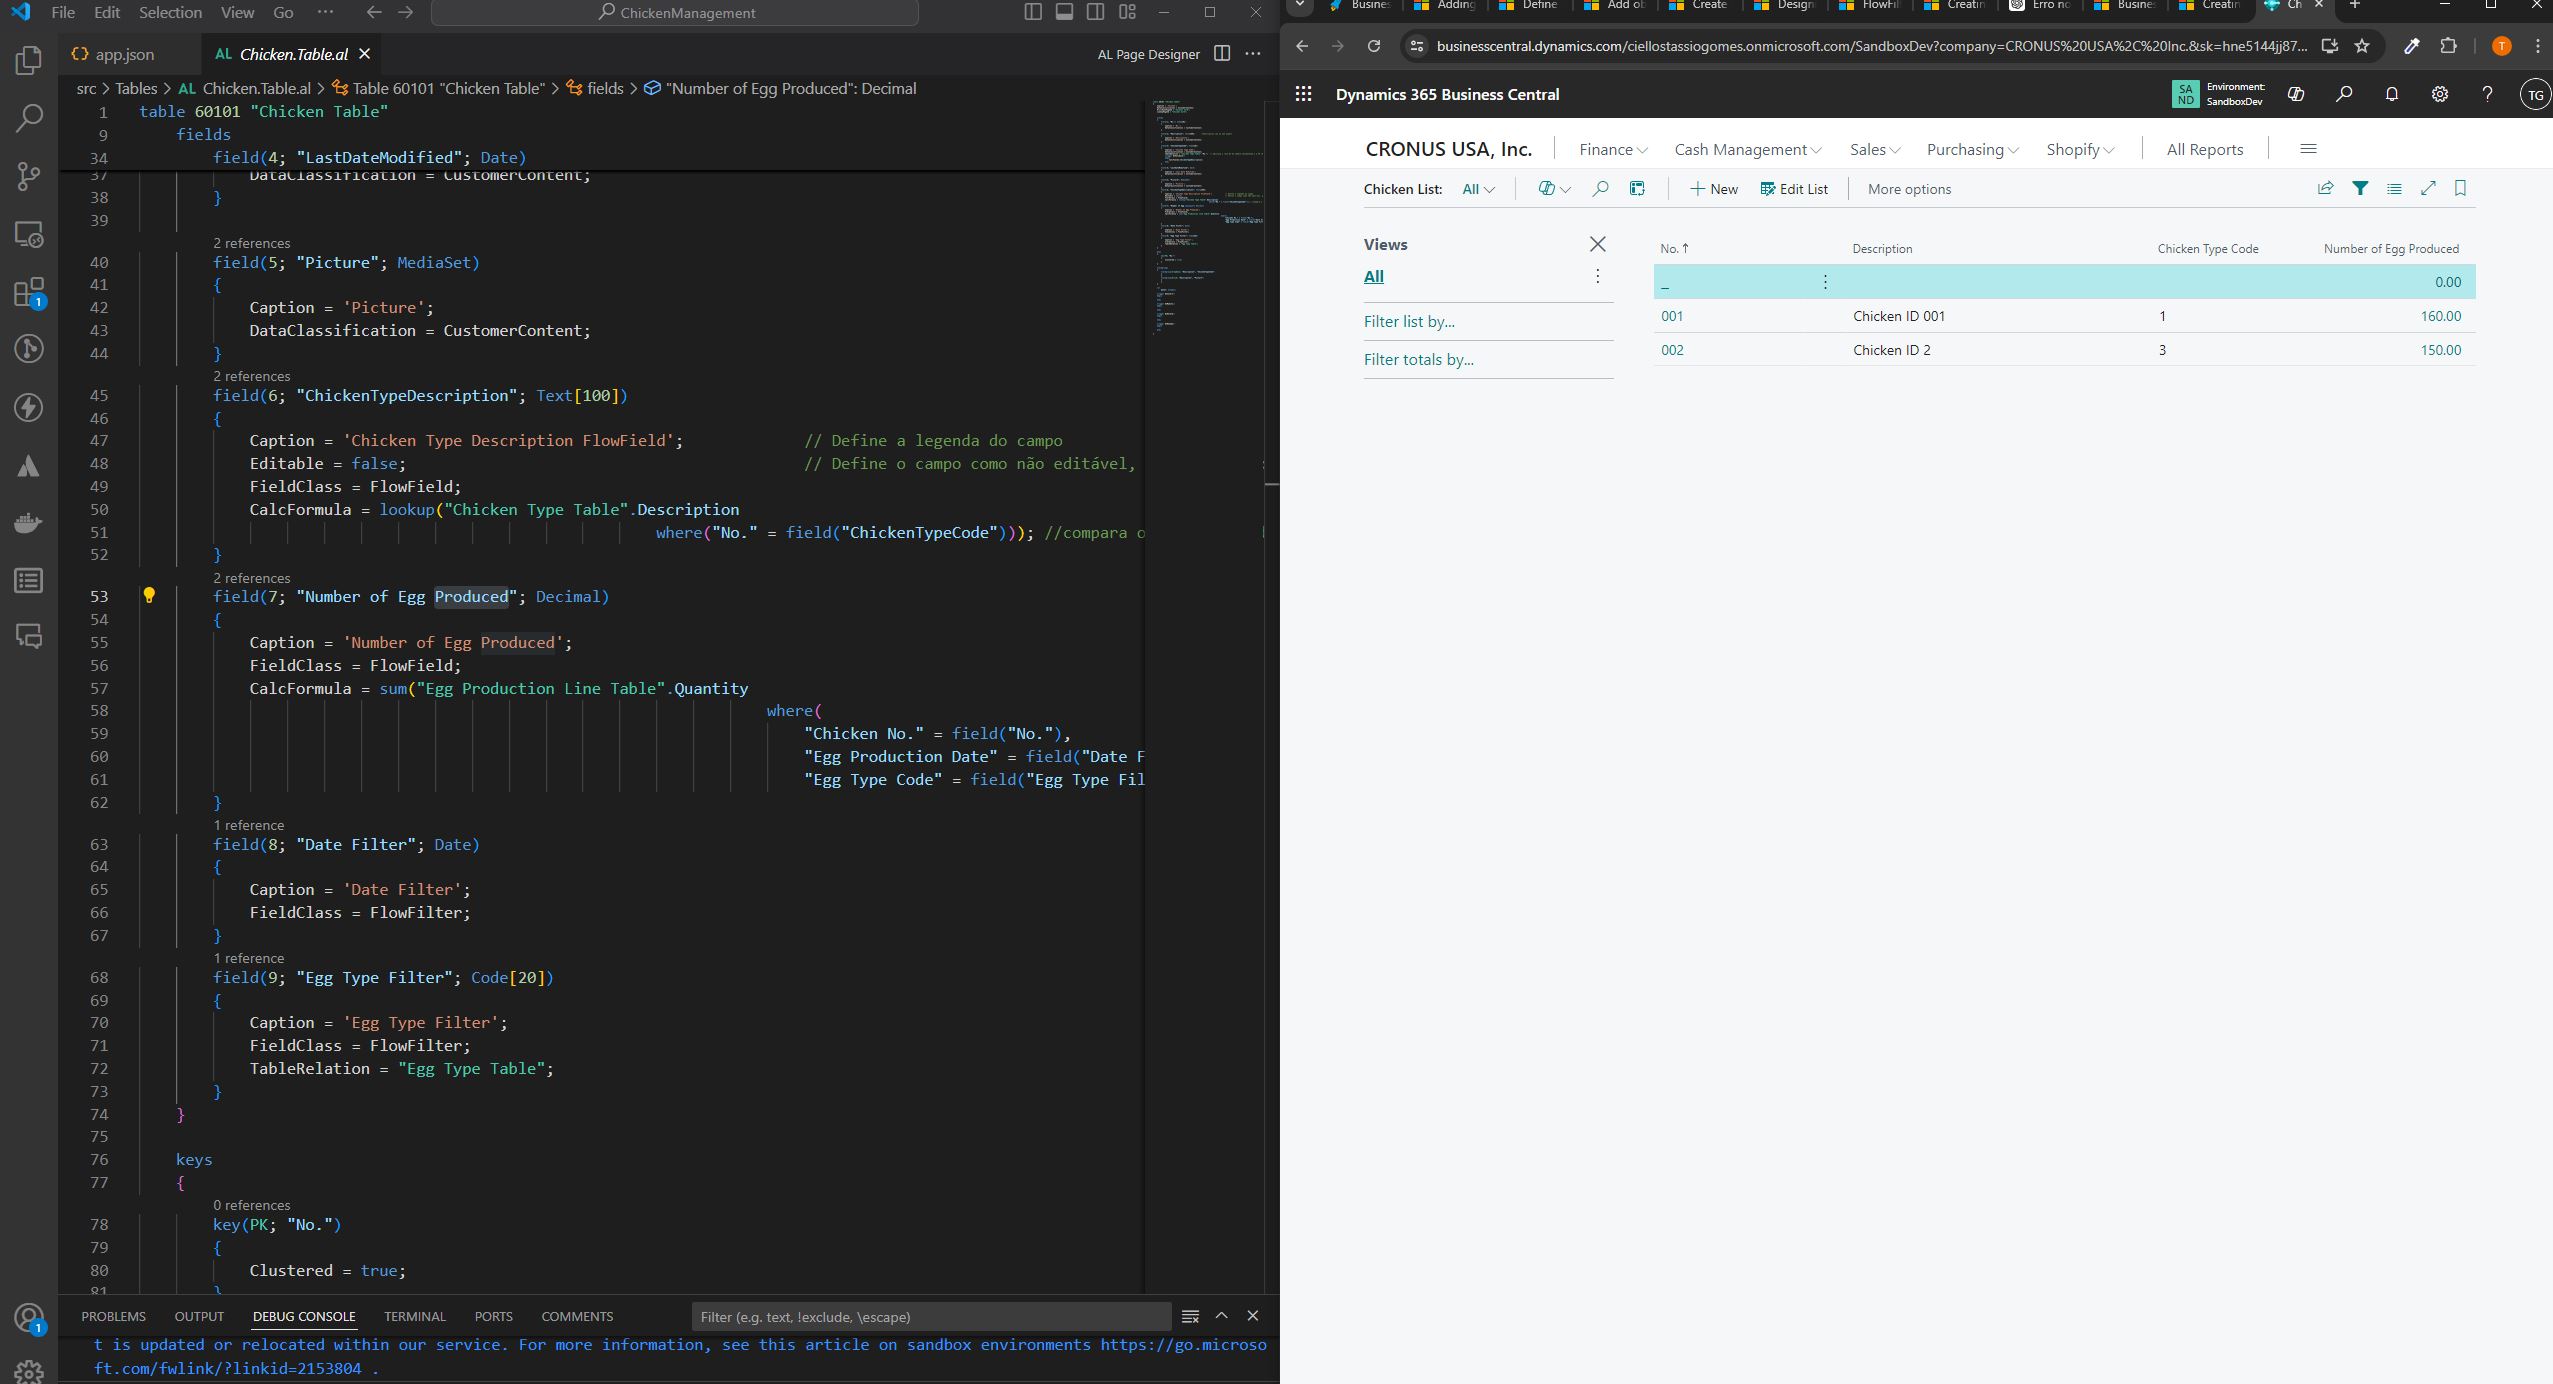 File Edit Selection View Go ··· ChickenManagement
app.json AL Chicken.Table.al AL Page Designer
src > Tables > AL Chicken.Table.al > Table 60101 "Chicken Table" > fields > "Number of Egg Produced": Decimal
1 table 60101 "Chicken Table"
9 fields
34 field(4; "LastDateModified"; Date)
37 DataClassification = CustomerContent;
38 }
39
2 references
40 field(5; "Picture"; MediaSet)
41 {
42 Caption = 'Picture';
43 DataClassification = CustomerContent;
44 }
2 references
45 field(6; "ChickenTypeDescription"; Text[100])
46 {
47 Caption = 'Chicken Type Description FlowField'; // Define a legenda do campo
48 Editable = false; // Define o campo como não editável,
49 FieldClass = FlowField;
50 CalcFormula = lookup("Chicken Type Table".Description
51 where("No." = field("ChickenTypeCode"))); //compara o
52 }
2 references
53 field(7; "Number of Egg Produced"; Decimal)
54 {
55 Caption = 'Number of Egg Produced';
56 FieldClass = FlowField;
57 CalcFormula = sum("Egg Production Line Table".Quantity
58 where(
59 "Chicken No." = field("No."),
60 "Egg Production Date" = field("Date F
61 "Egg Type Code" = field("Egg Type Fil
62 }
1 reference
63 field(8; "Date Filter"; Date)
64 {
65 Caption = 'Date Filter';
66 FieldClass = FlowFilter;
67 }
1 reference
68 field(9; "Egg Type Filter"; Code[20])
69 {
70 Caption = 'Egg Type Filter';
71 FieldClass = FlowFilter;
72 TableRelation = "Egg Type Table";
73 }
74 }
75
76 keys
77 {
0 references
78 key(PK; "No.")
79 {
80 Clustered = true;
81 }
PROBLEMS OUTPUT DEBUG CONSOLE TERMINAL PORTS COMMENTS Filter (e.g. text, !exclude, \escape)
t is updated or relocated within our service. For more information, see this article on sandbox environments https://go.microso
ft.com/fwlink/?linkid=2153804 .
Busines Adding Define Add ob Create Design FlowFil Creatin Erro no Busine Creatin Ch
businesscentral.dynamics.com/ciellostassiogomes.onmicrosoft.com/SandboxDev?company=CRONUS%20USA%2C%20Inc.&sk=hne5144jj87... T
Dynamics 365 Business Central SAND Environment: SandboxDev TG
CRONUS USA, Inc. Finance Cash Management Sales Purchasing Shopify All Reports
Chicken List: All New Edit List More options
Views
All
Filter list by...
Filter totals by...
No. ↑ Description Chicken Type Code Number of Egg Produced
_ 0.00
001 Chicken ID 001 1 160.00
002 Chicken ID 2 3 150.00